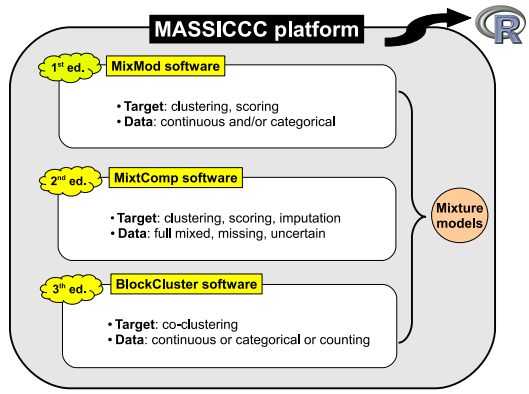 MASSICCC platform
R
1st ed.
MixMod software
• Target: clustering, scoring
• Data: continuous and/or categorical
2nd ed.
MixtComp software
• Target: clustering, scoring, imputation
• Data: full mixed, missing, uncertain
Mixture
models
3th ed.
BlockCluster software
• Target: co-clustering
• Data: continuous or categorical or counting